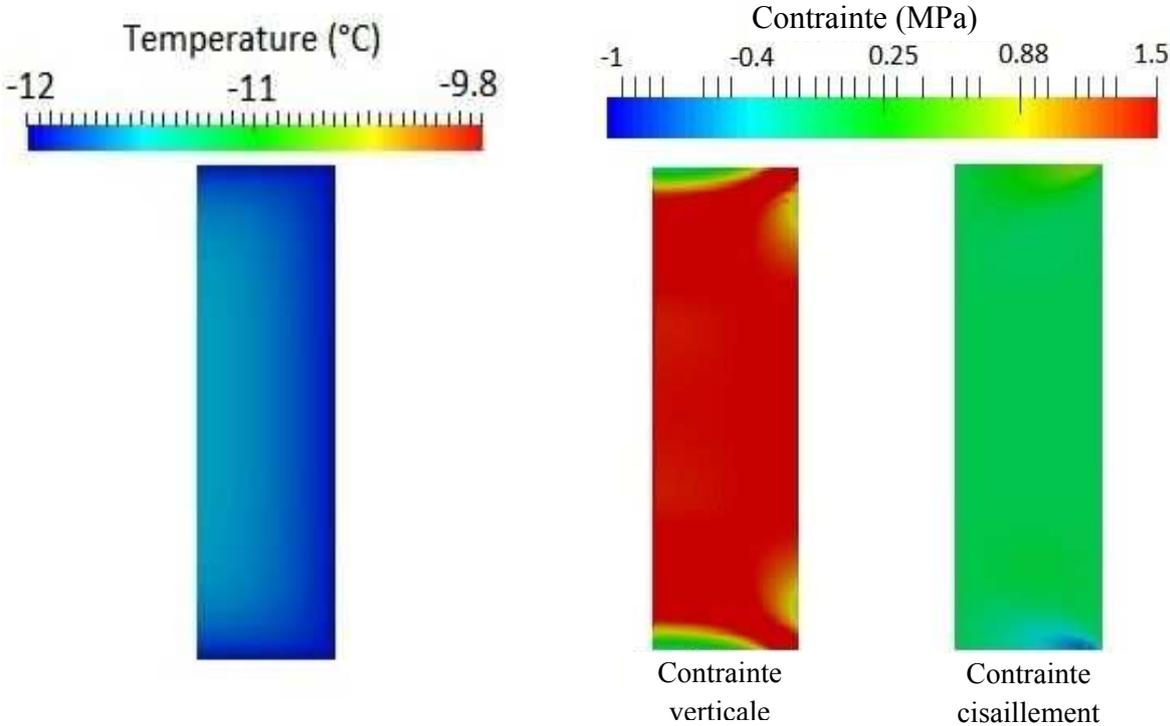 Temperature (°C)
-12 -11 -9.8
Contrainte (MPa)
-1 -0.4 0.25 0.88 1.5
Contrainte
verticale
Contrainte
cisaillement